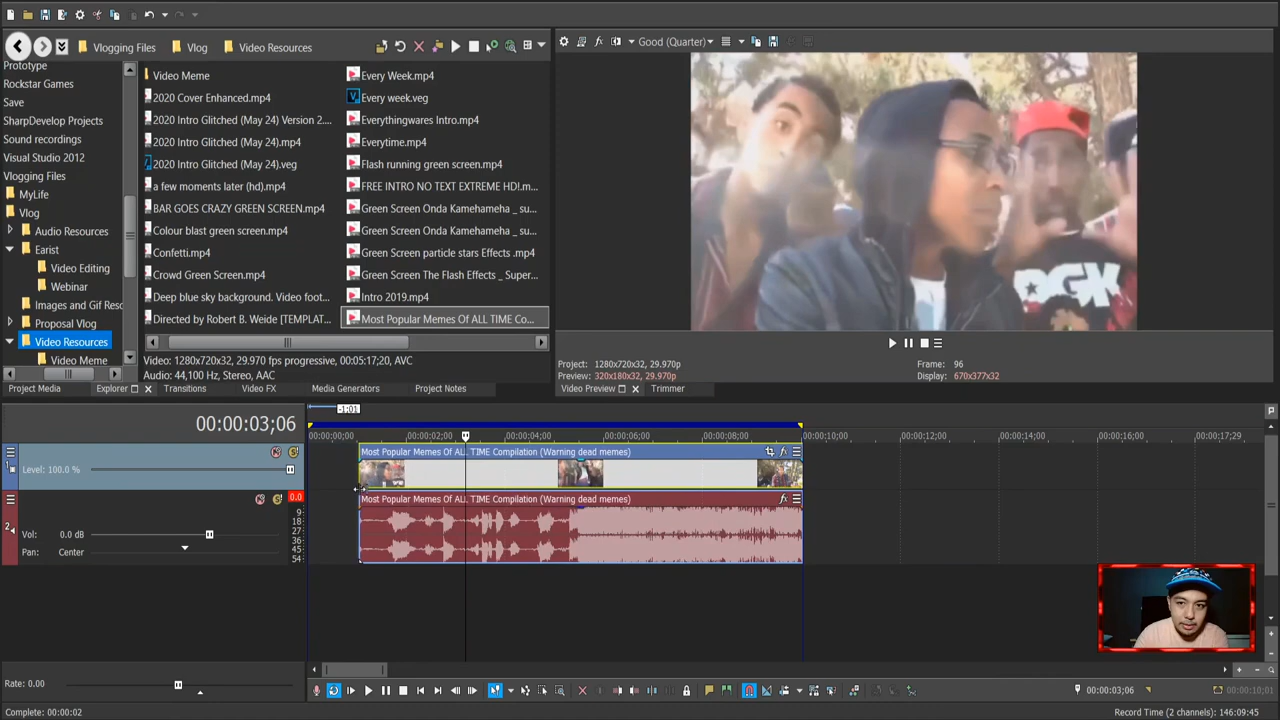 Vlogging Files
Vlog
Video Resources
Good (Quarter)
Prototype
Rockstar Games
Save
SharpDevelop Projects
Sound recordings
Visual Studio 2012
Vlogging Files
MyLife
Vlog
Audio Resources
Earist
Video Editing
Webinar
Images and Gif Resc
Proposal Vlog
Video Resources
Video Meme
Video Meme
2020 Cover Enhanced.mp4
2020 Intro Glitched (May 24) Version 2....
2020 Intro Glitched (May 24).mp4
2020 Intro Glitched (May 24).veg
a few moments later (hd).mp4
BAR GOES CRAZY GREEN SCREEN.mp4
Colour blast green screen.mp4
Confetti.mp4
Crowd Green Screen.mp4
Deep blue sky background. Video foot...
Directed by Robert B. Weide [TEMPLAT...
Every Week.mp4
Every week.veg
Everythingwares Intro.mp4
Everytime.mp4
Flash running green screen.mp4
FREE INTRO NO TEXT EXTREME HD!.m...
Green Screen Onda Kamehameha _ su...
Green Screen Onda Kamehameha _ su...
Green Screen particle stars Effects .mp4
Green Screen The Flash Effects _ Super...
Intro 2019.mp4
Most Popular Memes Of ALL TIME Co...
Video: 1280x720x32, 29.970 fps progressive, 00:05:17;20, AVC
Audio: 44,100 Hz, Stereo, AAC
Project Media
Explorer
Transitions
Video FX
Media Generators
Project Notes
DGK
Project: 1280x720x32, 29.970p
Preview: 320x180x32, 29.970p
Frame: 96
Display: 670x377x32
Video Preview
Trimmer
00:00:03;06
-1:01
00:00:00;00
00:00:02;00
00:00:04;00
00:00:06;00
00:00:08;00
00:00:10;00
00:00:12;00
00:00:14;00
00:00:16;00
00:00:17;29
1
Level: 100.0 %
Most Popular Memes Of ALL TIME Compilation (Warning dead memes)
2
Vol: 0.0 dB
Pan: Center
0.0
9
18
27
36
45
54
Most Popular Memes Of ALL TIME Compilation (Warning dead memes)
Rate: 0.00
00:00:03;06
00:00:10;01
Complete: 00:00:02
Record Time (2 channels): 146:09:45